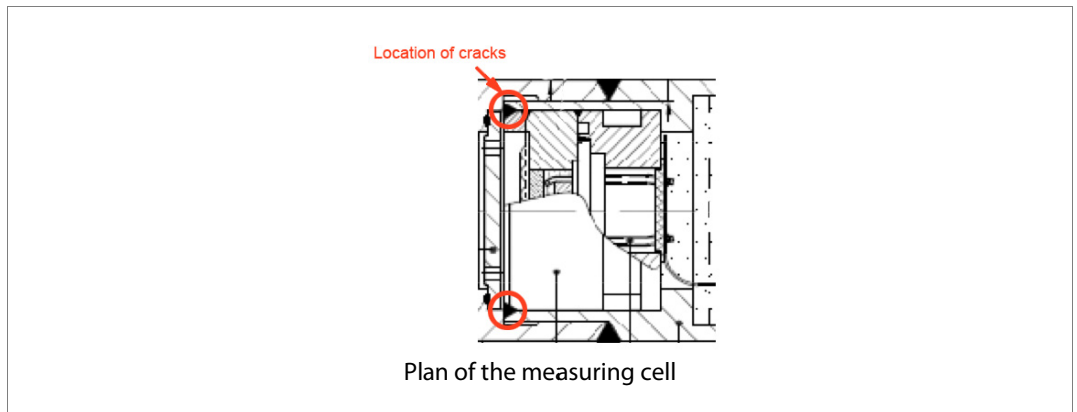 Location of cracks
Plan of the measuring cell